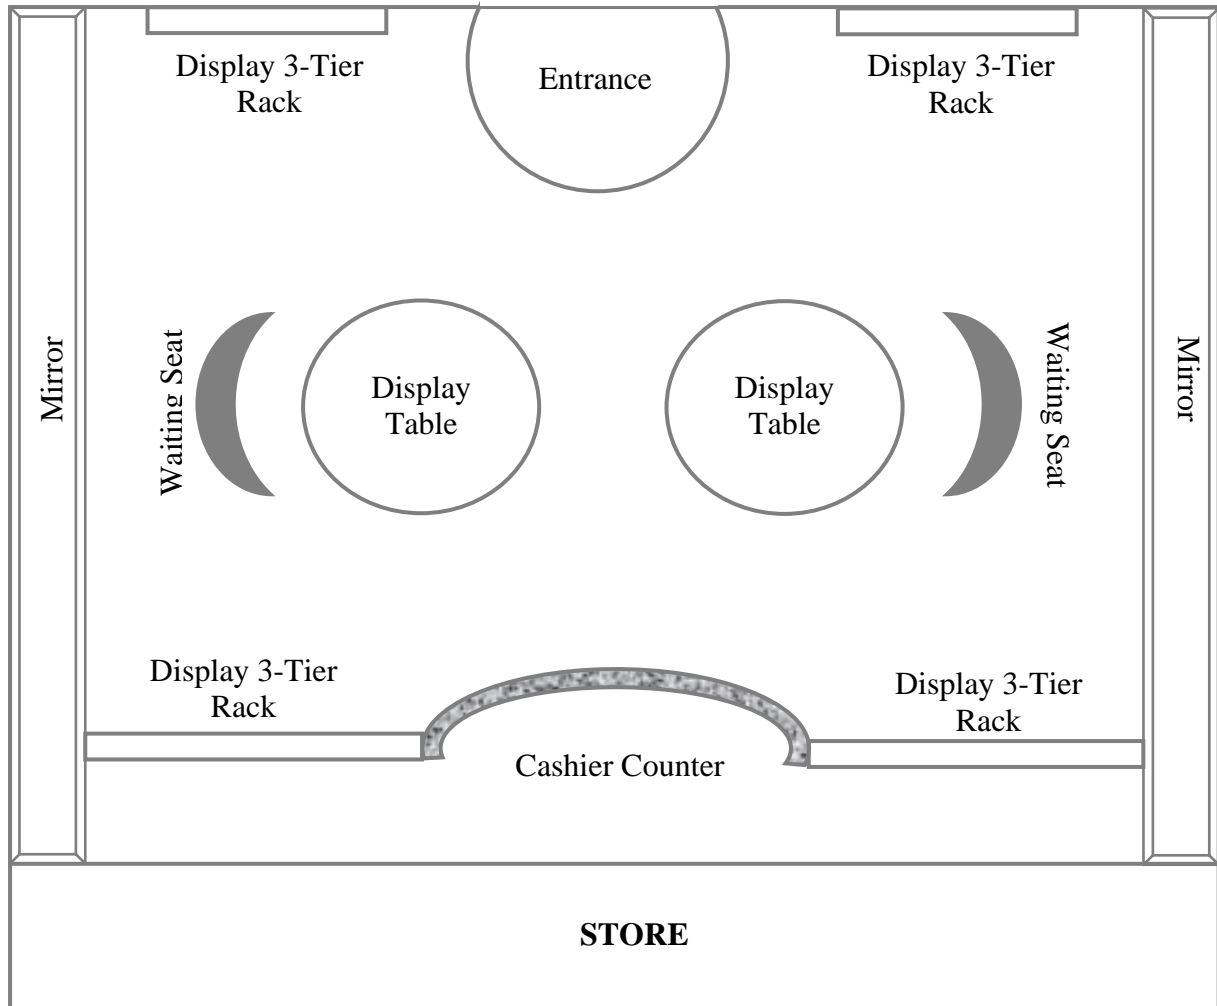 Display 3-Tier
Rack
Entrance
Display 3-Tier
Rack
Mirror
Waiting Seat
Display
Table
Display
Table
Waiting Seat
Mirror
Display 3-Tier
Rack
Display 3-Tier
Rack
Cashier Counter
STORE